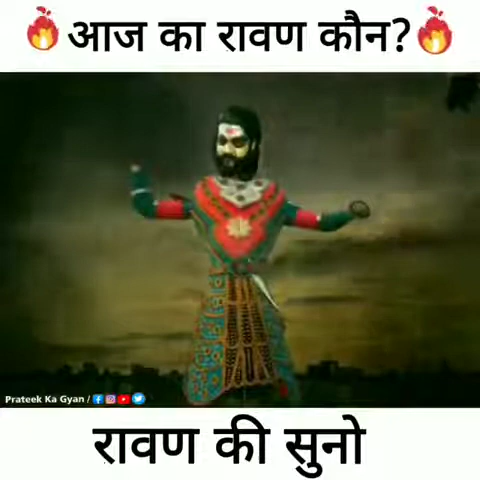 🔥आज का रावण कौन?🔥
Prateek Ka Gyan /
रावण की सुनो